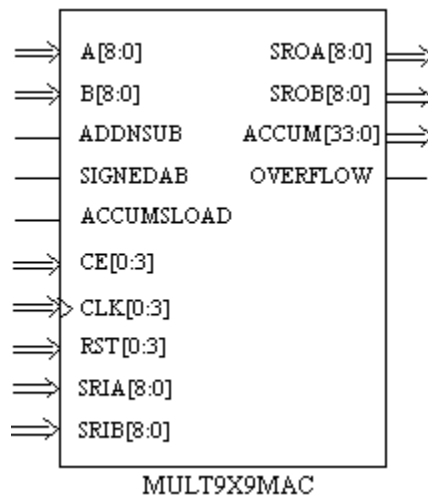 A[8:0] SROA[8:0]
B[8:0] SROB[8:0]
ADDNSUB ACCUM[33:0]
SIGNEDAB OVERFLOW
ACCUMSLOAD
CE[0:3]
CLK[0:3]
RST[0:3]
SRIA[8:0]
SRIB[8:0]
MULT9X9MAC